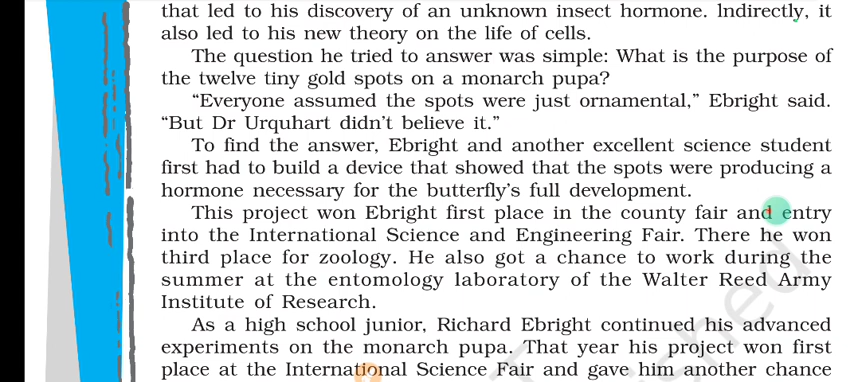 that led to his discovery of an unknown insect hormone. Indirectly, it
also led to his new theory on the life of cells.
The question he tried to answer was simple: What is the purpose of
the twelve tiny gold spots on a monarch pupa?
“Everyone assumed the spots were just ornamental,” Ebright said.
“But Dr Urquhart didn’t believe it.”
To find the answer, Ebright and another excellent science student
first had to build a device that showed that the spots were producing a
hormone necessary for the butterfly’s full development.
This project won Ebright first place in the county fair and entry
into the International Science and Engineering Fair. There he won
third place for zoology. He also got a chance to work during the
summer at the entomology laboratory of the Walter Reed Army
Institute of Research.
As a high school junior, Richard Ebright continued his advanced
experiments on the monarch pupa. That year his project won first
place at the International Science Fair and gave him another chance